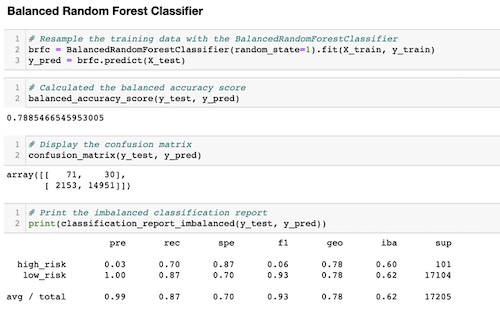 Balanced Random Forest Classifier
1 # Resample the training data with the BalancedRandomForestClassifier
2 brfc = BalancedRandomForestClassifier(random_state=1).fit(X_train, y_train)
3 y_pred = brfc.predict(X_test)
1 # Calculated the balanced accuracy score
2 balanced_accuracy_score(y_test, y_pred)
0.7885466545953005
1 # Display the confusion matrix
2 confusion_matrix(y_test, y_pred)
array([[   71,    30],
       [ 2153, 14951]])
1 # Print the imbalanced classification report
2 print(classification_report_imbalanced(y_test, y_pred))
pre rec spe f1 geo iba sup
high_risk 0.03 0.70 0.87 0.06 0.78 0.60 101
low_risk 1.00 0.87 0.70 0.93 0.78 0.62 17104
avg / total 0.99 0.87 0.70 0.93 0.78 0.62 17205